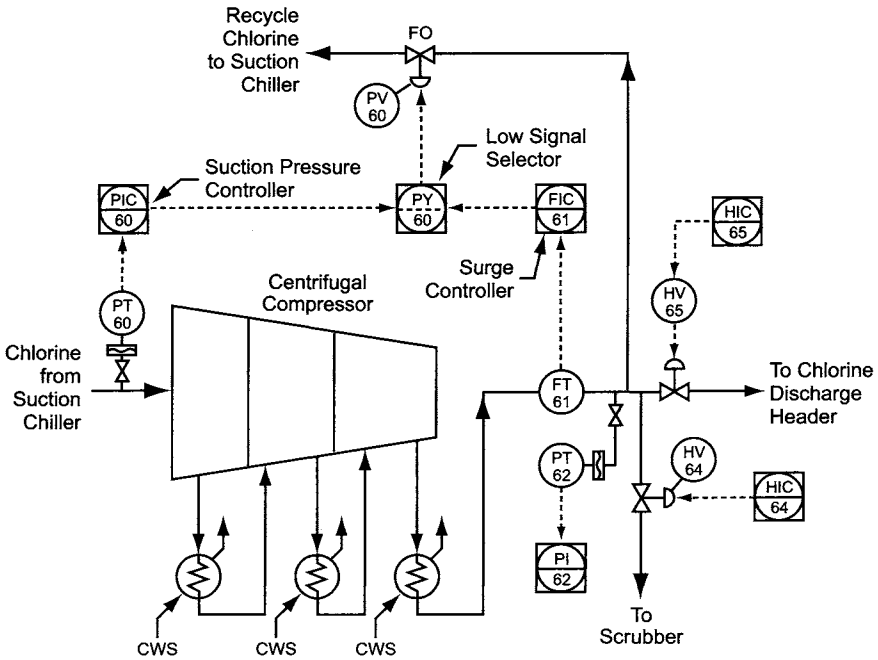 Recycle
Chlorine
to Suction
Chiller
FO
PV
60
Low Signal
Selector
Suction Pressure
Controller
PIC
60
PY
60
FIC
61
HIC
65
Surge
Controller
Centrifugal
Compressor
PT
60
HV
65
Chlorine
from
Suction
Chiller
FT
61
To Chlorine
Discharge
Header
PT
62
HV
64
HIC
64
PI
62
To
Scrubber
CWS
CWS
CWS